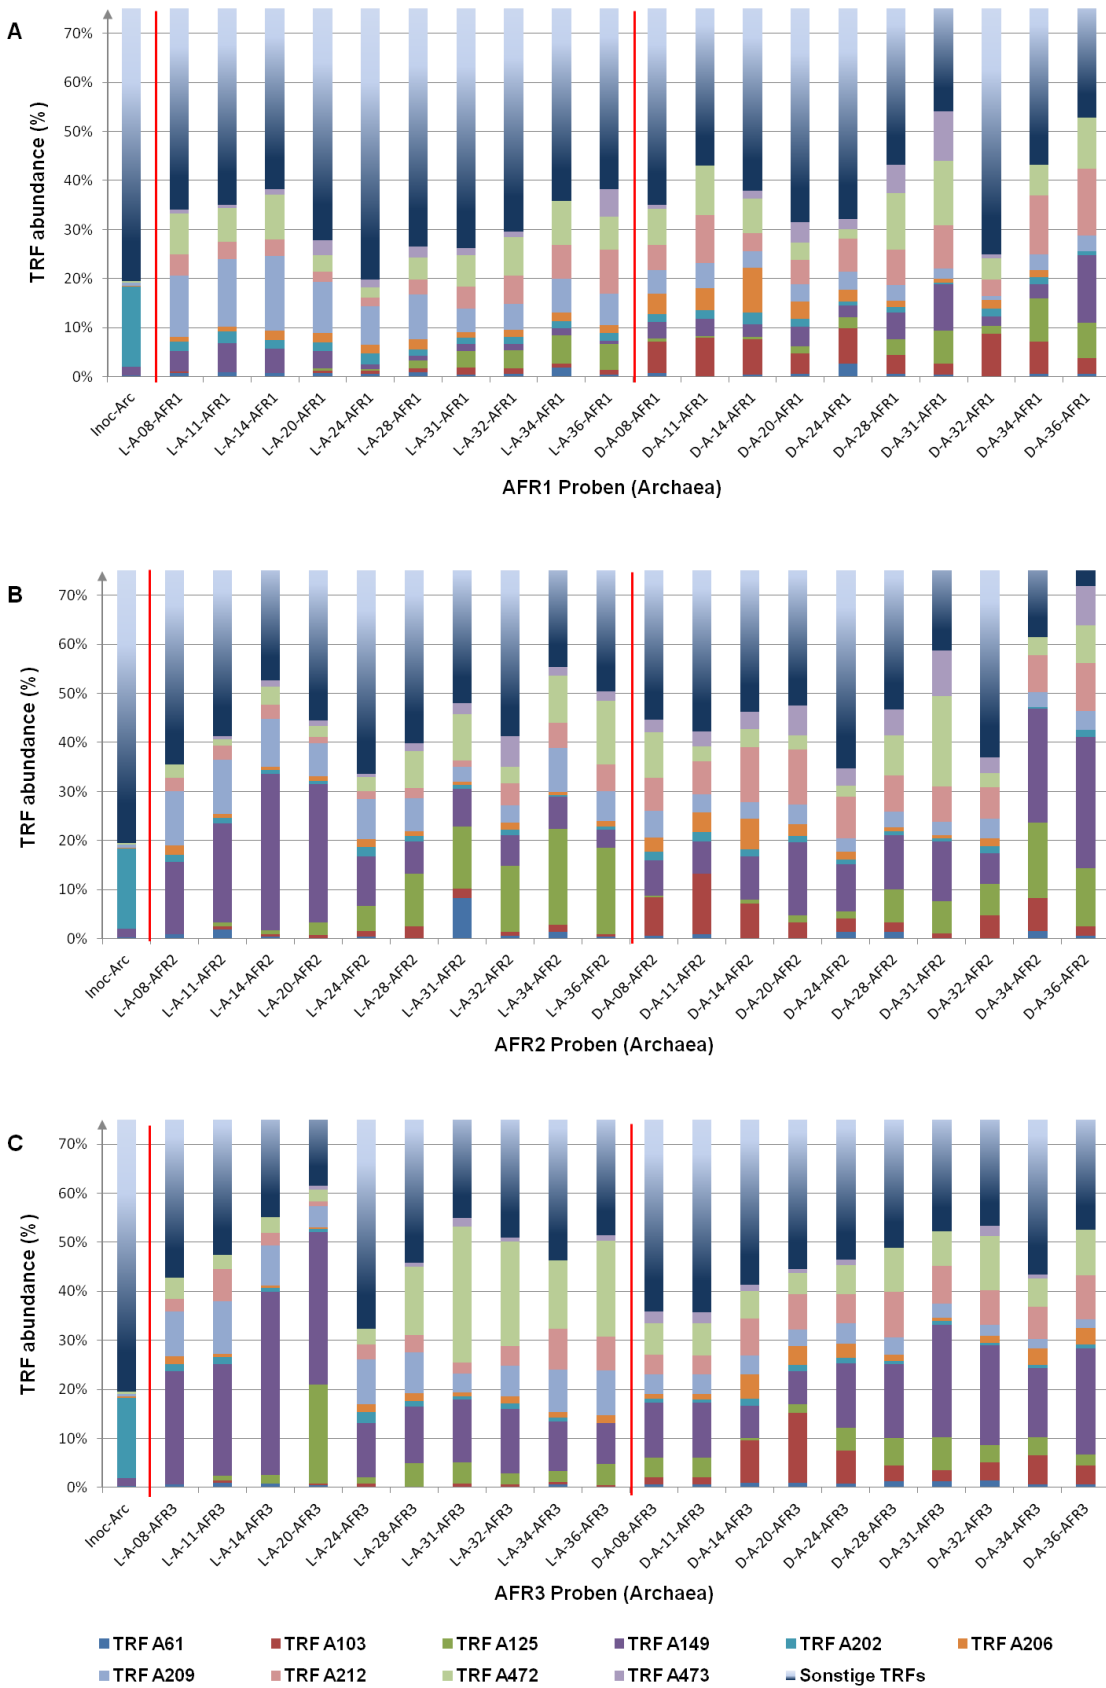 A
TRF abundance (%)
70%
60%
50%
40%
30%
20%
10%
0%
Inoc-Arc
L-A-08-AFR1
L-A-11-AFR1
L-A-14-AFR1
L-A-20-AFR1
L-A-24-AFR1
L-A-28-AFR1
L-A-31-AFR1
L-A-32-AFR1
L-A-34-AFR1
L-A-36-AFR1
D-A-08-AFR1
D-A-11-AFR1
D-A-14-AFR1
D-A-20-AFR1
D-A-24-AFR1
D-A-28-AFR1
D-A-31-AFR1
D-A-32-AFR1
D-A-34-AFR1
D-A-36-AFR1
AFR1 Proben (Archaea)
B
TRF abundance (%)
70%
60%
50%
40%
30%
20%
10%
0%
Inoc-Arc
L-A-08-AFR2
L-A-11-AFR2
L-A-14-AFR2
L-A-20-AFR2
L-A-24-AFR2
L-A-28-AFR2
L-A-31-AFR2
L-A-32-AFR2
L-A-34-AFR2
L-A-36-AFR2
D-A-08-AFR2
D-A-11-AFR2
D-A-14-AFR2
D-A-20-AFR2
D-A-24-AFR2
D-A-28-AFR2
D-A-31-AFR2
D-A-32-AFR2
D-A-34-AFR2
D-A-36-AFR2
AFR2 Proben (Archaea)
C
TRF abundance (%)
70%
60%
50%
40%
30%
20%
10%
0%
Inoc-Arc
L-A-08-AFR3
L-A-11-AFR3
L-A-14-AFR3
L-A-20-AFR3
L-A-24-AFR3
L-A-28-AFR3
L-A-31-AFR3
L-A-32-AFR3
L-A-34-AFR3
L-A-36-AFR3
D-A-08-AFR3
D-A-11-AFR3
D-A-14-AFR3
D-A-20-AFR3
D-A-24-AFR3
D-A-28-AFR3
D-A-31-AFR3
D-A-32-AFR3
D-A-34-AFR3
D-A-36-AFR3
AFR3 Proben (Archaea)
TRF A61 TRF A103 TRF A125 TRF A149 TRF A202 TRF A206
TRF A209 TRF A212 TRF A472 TRF A473 Sonstige TRFs